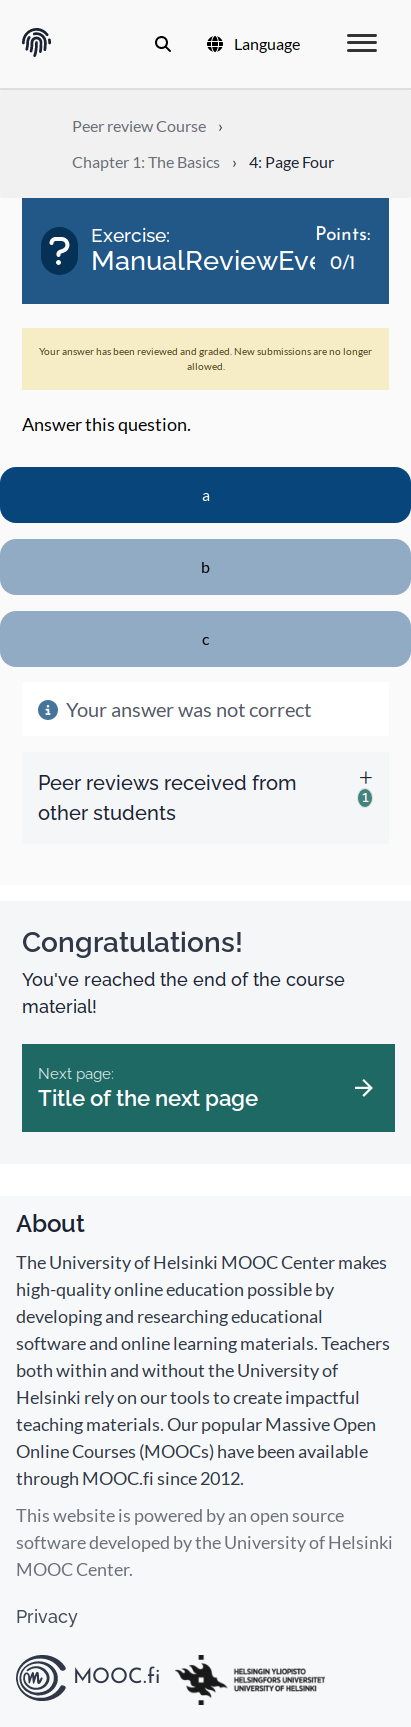 Language
Peer review Course ›
Chapter 1: The Basics › 4: Page Four
Exercise:
ManualReviewEve
Points:
0/1
Your answer has been reviewed and graded. New submissions are no longer
allowed.
Answer this question.
a
b
c
Your answer was not correct
Peer reviews received from
other students
1
Congratulations!
You've reached the end of the course
material!
Next page:
Title of the next page
About
The University of Helsinki MOOC Center makes
high-quality online education possible by
developing and researching educational
software and online learning materials. Teachers
both within and without the University of
Helsinki rely on our tools to create impactful
teaching materials. Our popular Massive Open
Online Courses (MOOCs) have been available
through MOOC.fi since 2012.
This website is powered by an open source
software developed by the University of Helsinki
MOOC Center.
Privacy
MOOC.fi
HELSINGIN YLIOPISTO
HELSINGFORS UNIVERSITET
UNIVERSITY OF HELSINKI